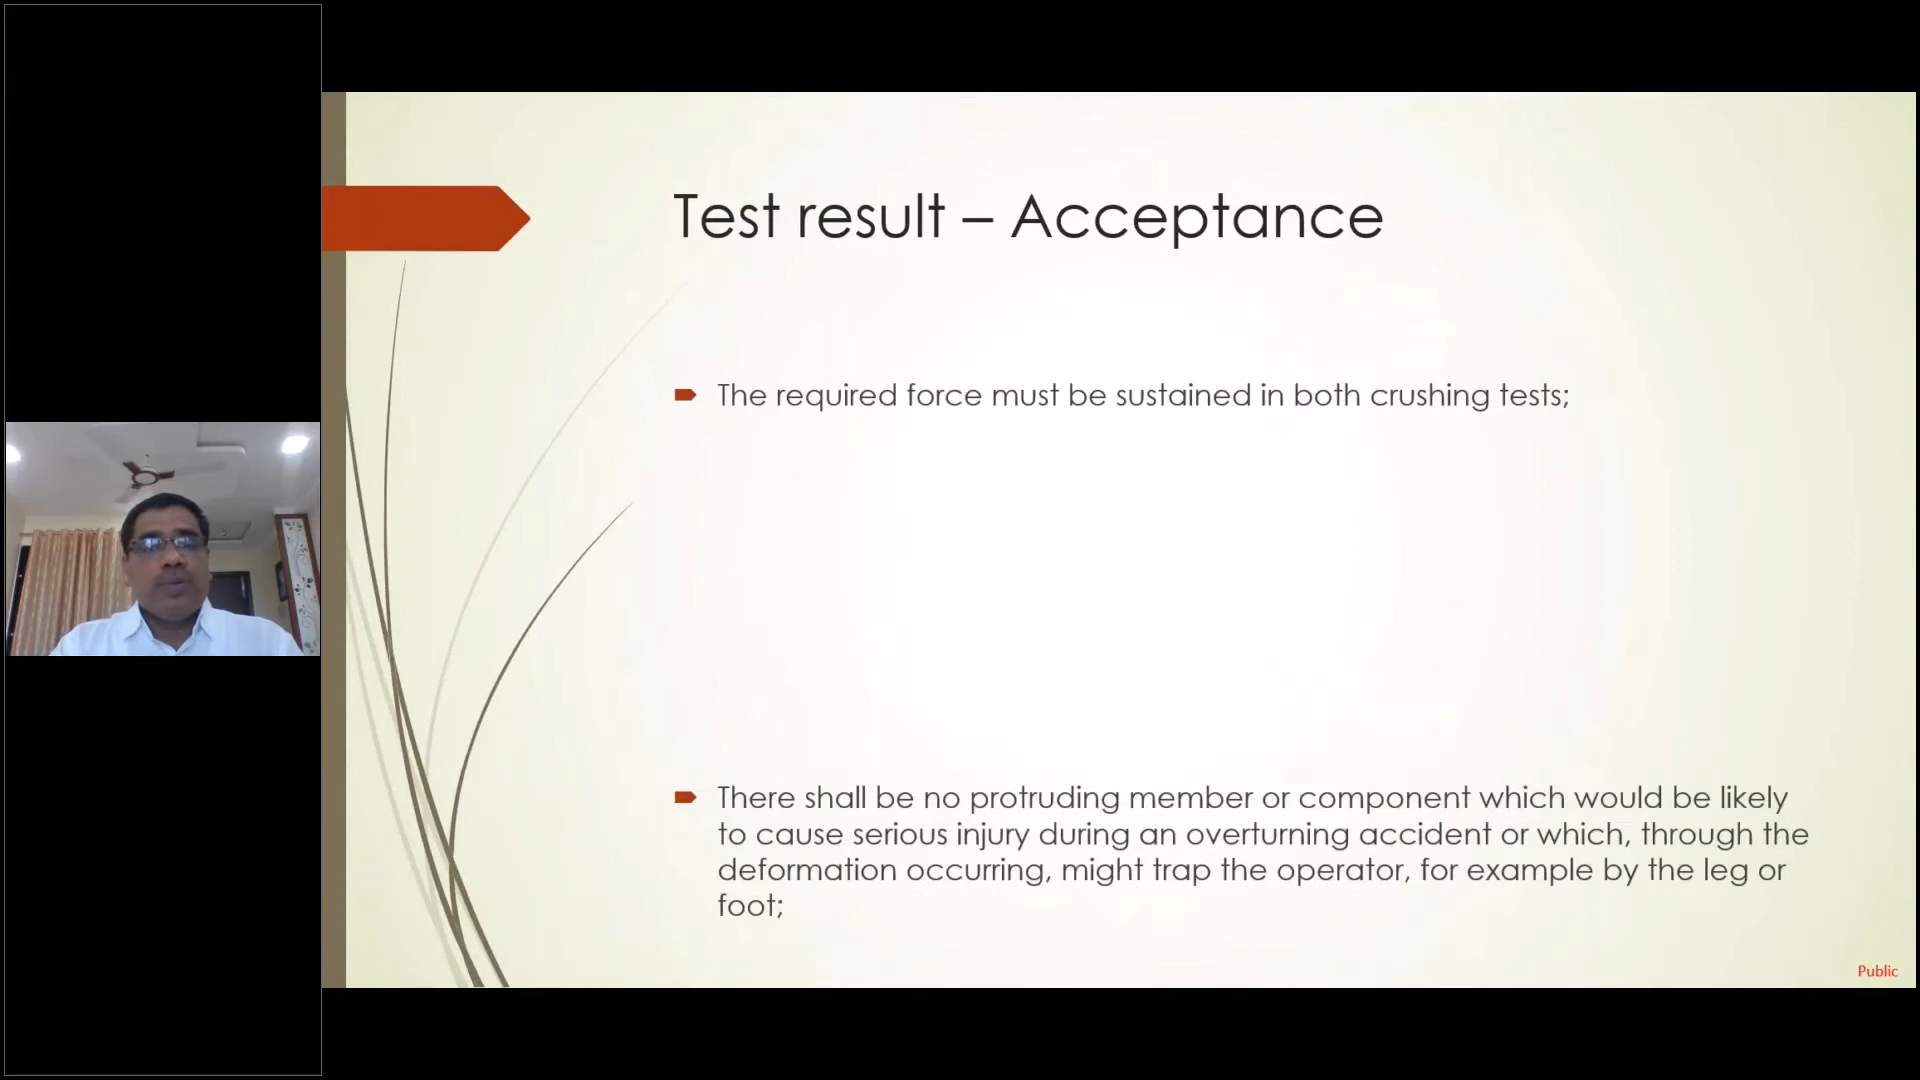 Test result – Acceptance
The required force must be sustained in both crushing tests;
There shall be no protruding member or component which would be likely
to cause serious injury during an overturning accident or which, through the
deformation occurring, might trap the operator, for example by the leg or
foot;
Public